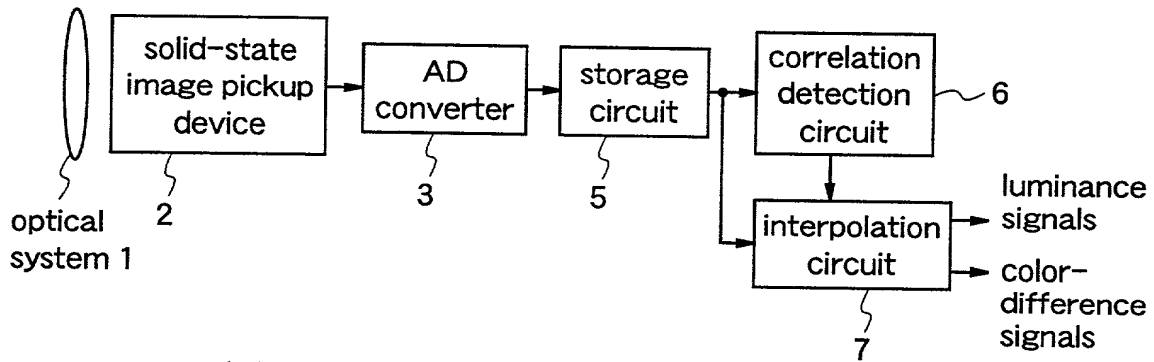 solid-state
image pickup
device
AD
converter
storage
circuit
correlation
detection
circuit
6
2
3
5
optical
system 1
interpolation
circuit
7
luminance
signals
color-
difference
signals